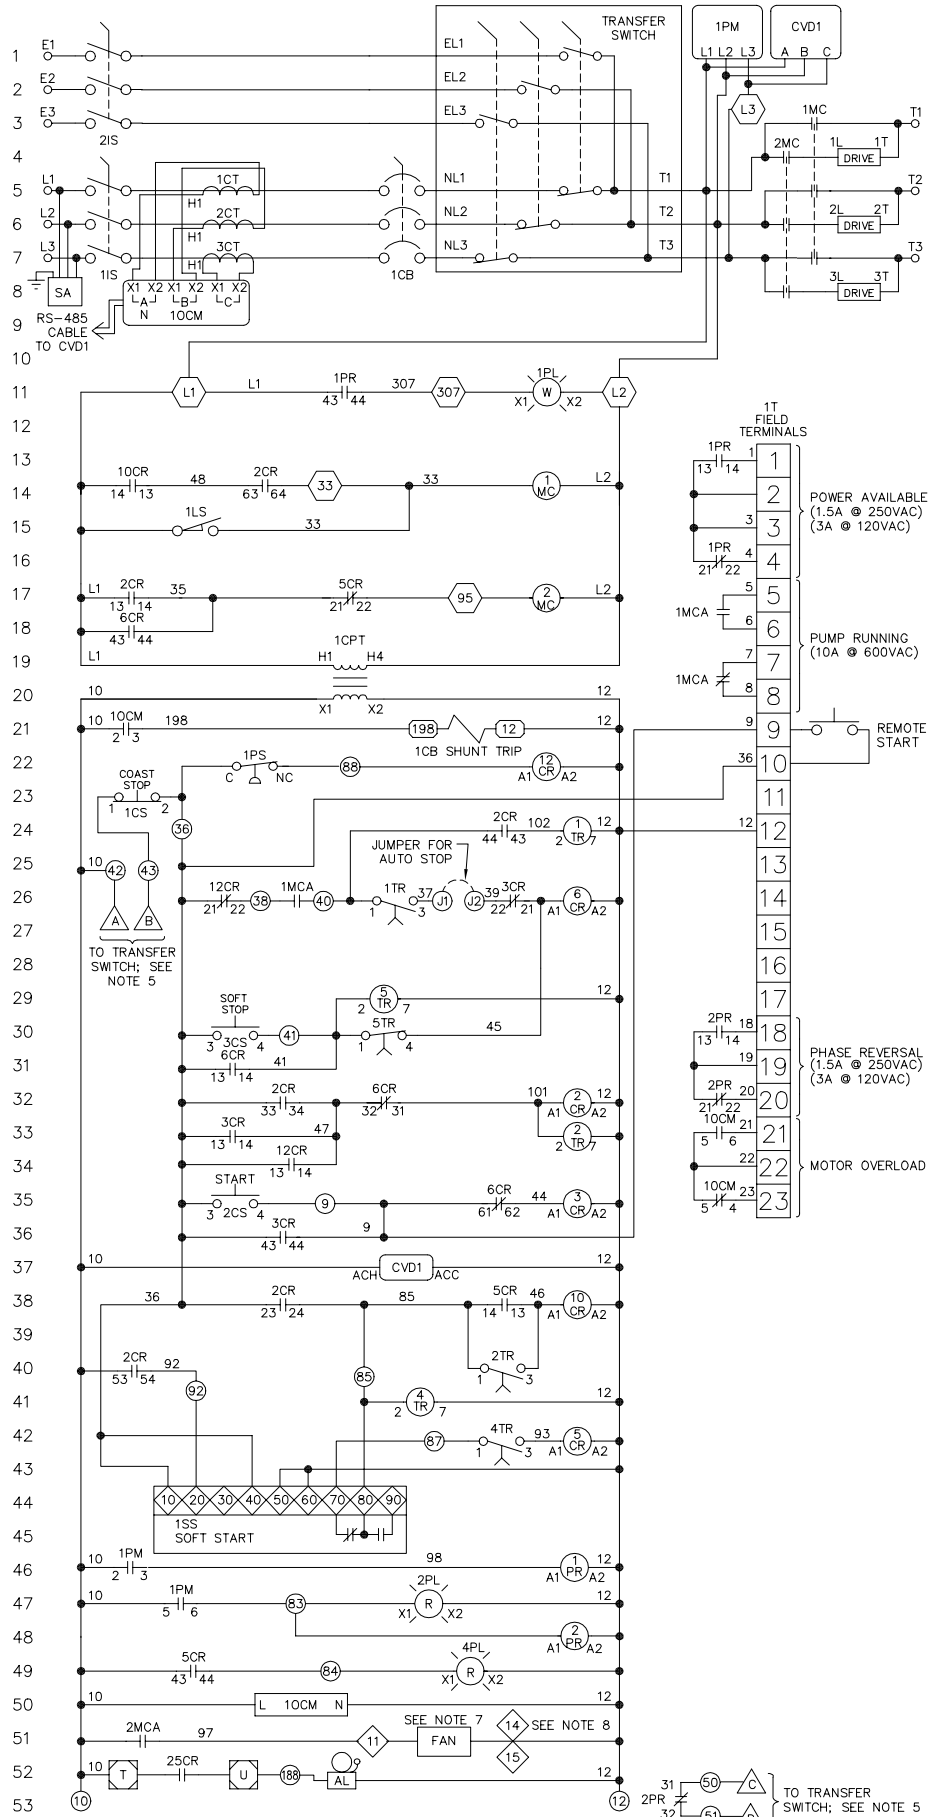 TRANSFER SWITCH
1PM CVD1
L1 L2 L3 A B C
1 E1 EL1
2 E2 EL2
3 E3 EL3 L3 1MC T1
2IS
4 2MC 1L DRIVE 1T
5 L1 1CT H1 NL1 T1 T2
6 L2 2CT H1 NL2 T2 2L DRIVE 2T
7 L3 3CT H1 NL3 T3 T3
1IS 1CB 3L DRIVE 3T
8 SA X1 X2 X1 X2 X1 X2
A B C
N 10CM
9 RS-485 CABLE TO CVD1
10
11 L1 L1 1PR 43 44 307 307 1PL X1 W X2 L2
12
1T FIELD TERMINALS
13 1PR 13 14 1 1
14 10CR 14 13 48 2CR 63 64 33 33 1 MC L2 2
POWER AVAILABLE
(1.5A @ 250VAC)
(3A @ 120VAC)
15 1LS 33 3 3
16 1PR 21 22 4 4
17 L1 2CR 13 14 35 5CR 21 22 95 2 MC L2 5 5
18 6CR 43 44 1MCA 6 6
PUMP RUNNING
(10A @ 600VAC)
19 L1 H1 1CPT H4 7 7
20 10 X1 X2 12 1MCA 8 8
21 10 10CM 2 3 198 198 12 12 9 9 REMOTE START
1CB SHUNT TRIP
22 1PS C NC 88 12 CR A1 A2 36 10
23 COAST STOP 1 1CS 2 11
24 36 2CR 44 43 102 1 TR 2 7 12 12 12
25 10 42 43 JUMPER FOR AUTO STOP 13
26 12CR 21 22 38 1MCA 40 1TR 1 3 37 J1 J2 39 3CR 22 21 6 CR A1 A2 14
A B
27 TO TRANSFER SWITCH; SEE NOTE 5 15
28 16
29 5 TR 2 7 12 17
30 SOFT STOP 3 3CS 4 41 5TR 1 4 45 2PR 13 14 18 18
31 6CR 13 14 41 19 19
PHASE REVERSAL
(1.5A @ 250VAC)
(3A @ 120VAC)
32 2CR 33 34 6CR 32 31 101 2 CR A1 A2 12 2PR 21 22 20 20
33 3CR 13 14 47 2 TR 7 10CM 5 6 21 21
34 12CR 13 14 22 22 MOTOR OVERLOAD
35 START 3 2CS 4 9 6CR 61 62 44 3 CR A1 A2 10CM 5 4 23 23
36 3CR 43 44 9
37 10 ACH CVD1 ACC 12
38 36 2CR 23 24 85 5CR 14 13 46 10 CR A1 A2
39
40 2CR 53 54 92 92 85 2TR 1 3
41 4 TR 2 7 12
42 87 4TR 1 3 93 5 CR A1 A2
43
44 10 20 30 40 50 60 70 80 90
45 1SS SOFT START
46 10 1PM 2 3 98 1 PR A1 A2 12
47 10 1PM 5 6 83 2PL X1 R X2 12
48 2 PR A1 A2
49 5CR 43 44 84 4PL X1 R X2
50 10 L 10CM N 12
51 2MCA 97 11 SEE NOTE 7 FAN 14 15 SEE NOTE 8
52 10 T 25CR U 188 AL 12
53 10 12
31 50 C
2PR
32 51
TO TRANSFER SWITCH; SEE NOTE 5